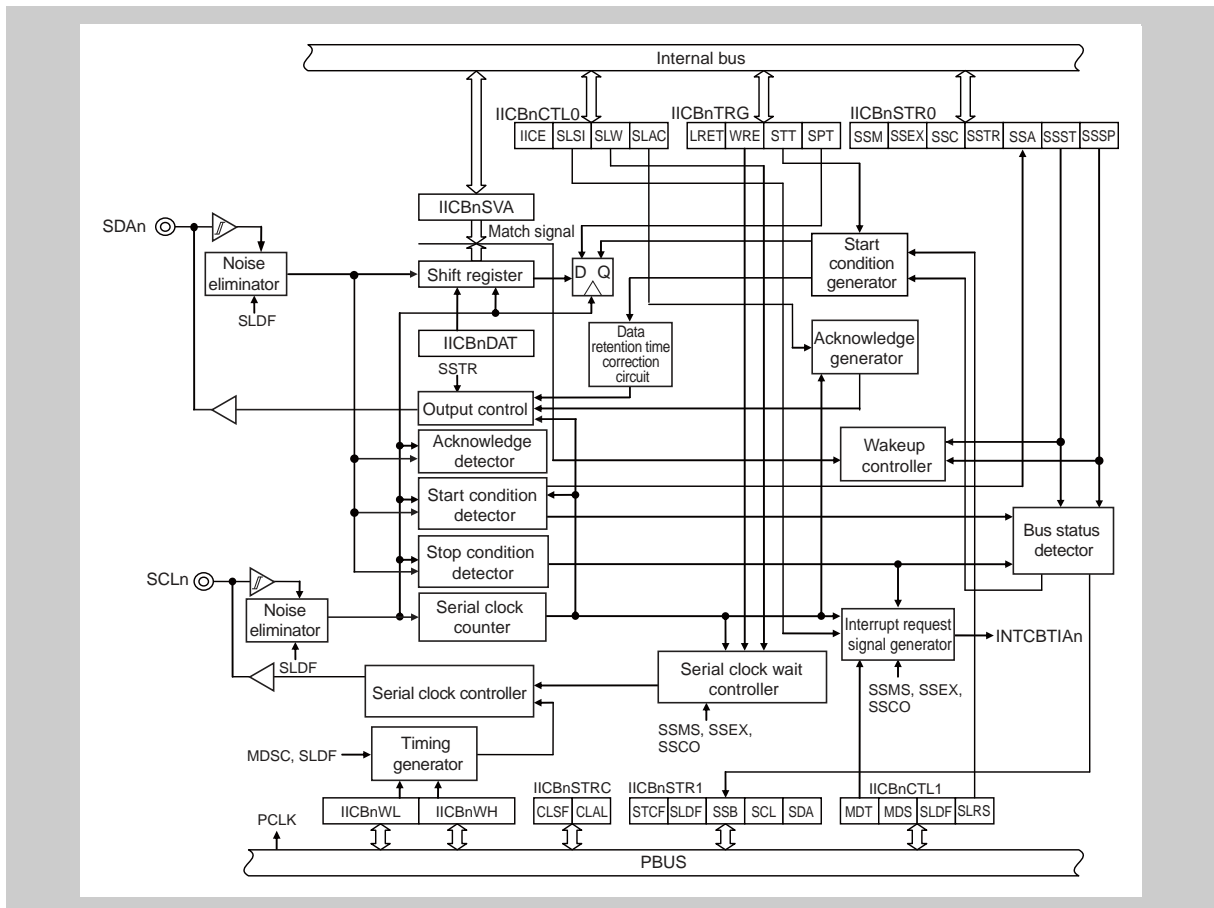 Internal bus
IICBnCTL0
IICBnTRG
IICBnSTR0
IICE SLSI SLW SLAC
LRET WRE STT SPT
SSM SSEX SSC SSTR SSA SSST SSSP
IICBnSVA
SDAn
Match signal
Noise
eliminator
SLDF
Shift register
D Q
Start
condition
generator
IICBnDAT
Data
retention time
correction
circuit
Acknowledge
generator
SSTR
Output control
Acknowledge
detector
Wakeup
controller
Start condition
detector
Bus status
detector
Stop condition
detector
SCLn
Noise
eliminator
SLDF
Serial clock
counter
Interrupt request
signal generator
INTCBTIAn
Serial clock controller
Serial clock wait
controller
SSMS, SSEX,
SSCO
SSMS, SSEX,
SSCO
MDSC, SLDF
Timing
generator
IICBnSTRC
IICBnSTR1
IICBnCTL1
IICBnWL IICBnWH
CLSF CLAL
STCF SLDF SSB SCL SDA
MDT MDS SLDF SLRS
PCLK
PBUS